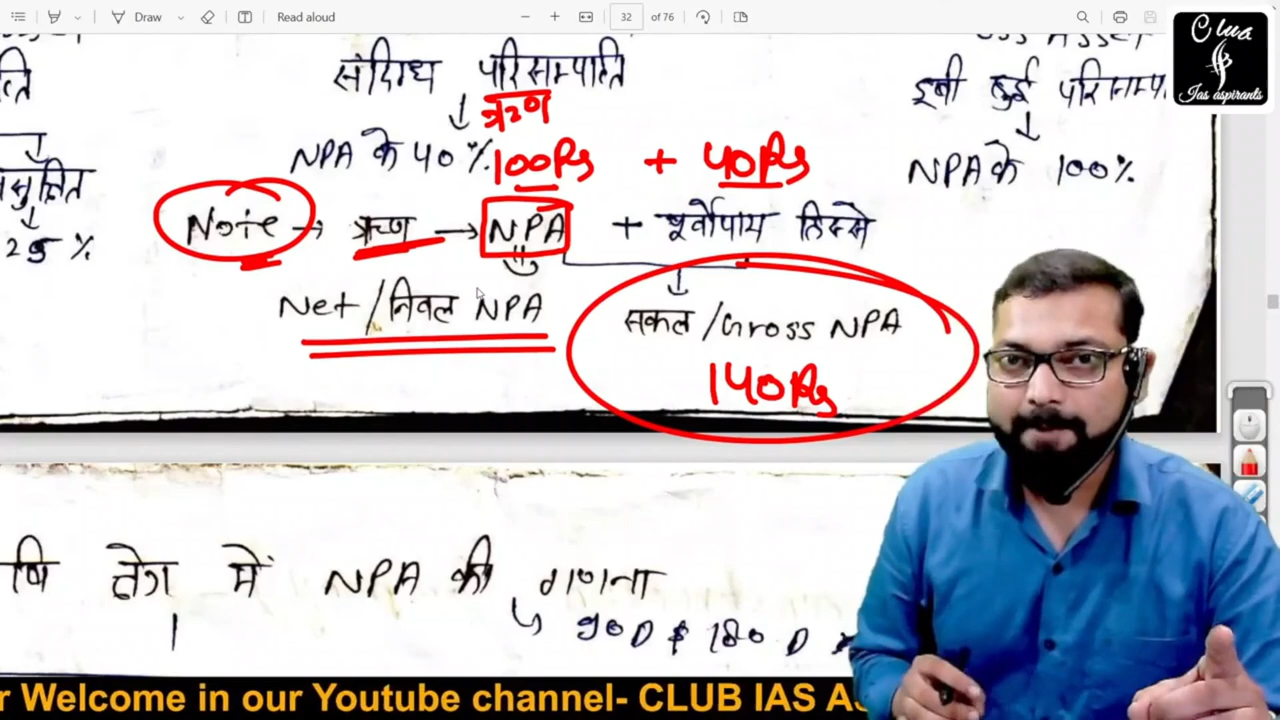 Draw
Read aloud
32 of 76
Clua
Ias aspirants
संदिग्ध परिसम्पात्ति
डूबी हुई परिसम्प
ऋण
NPA के 40%
100Rs + 40Rs
NPA के 100%
25%
Note → ऋण → NPA + पूर्वोपाय हिस्से
Net/निवल NPA
सकल/Gross NPA
140Rs
षि क्षेत्र में NPA की गणना
90D 180D
r Welcome in our Youtube channel- CLUB IAS AS